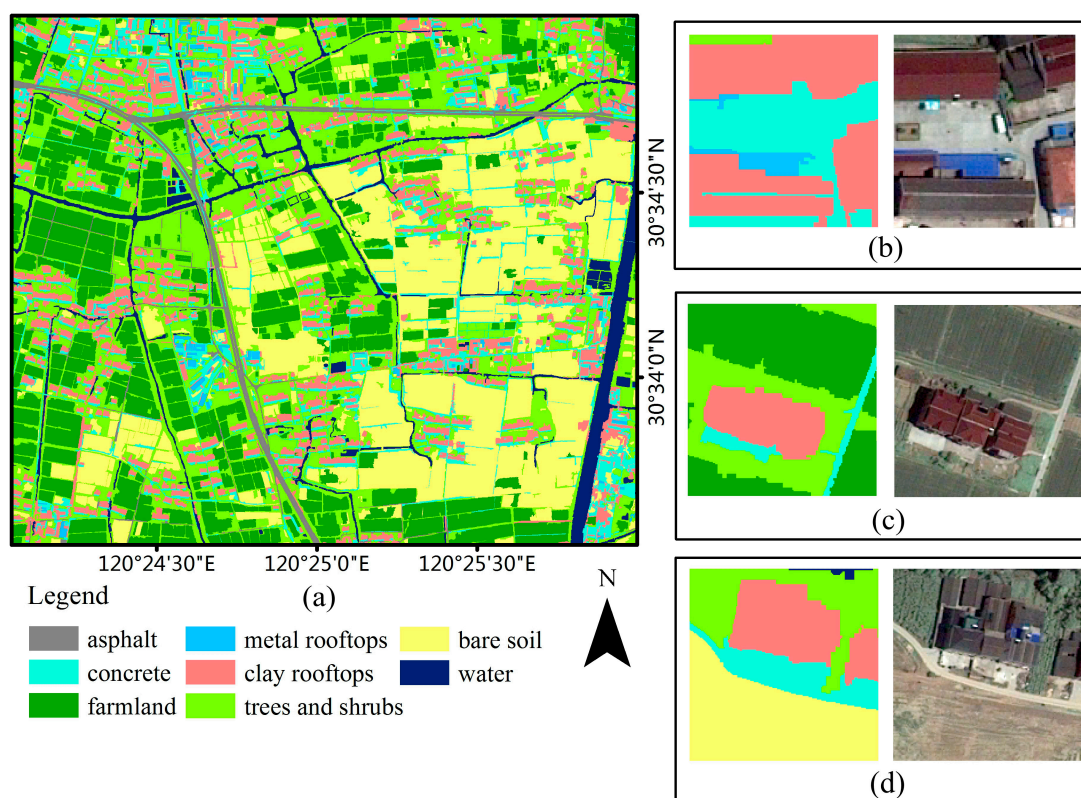 30°34'30"N
30°34'0"N
120°24'30"E
120°25'0"E
120°25'30"E
(a)
Legend
asphalt
metal rooftops
bare soil
concrete
clay rooftops
water
farmland
trees and shrubs
N
(b)
(c)
(d)